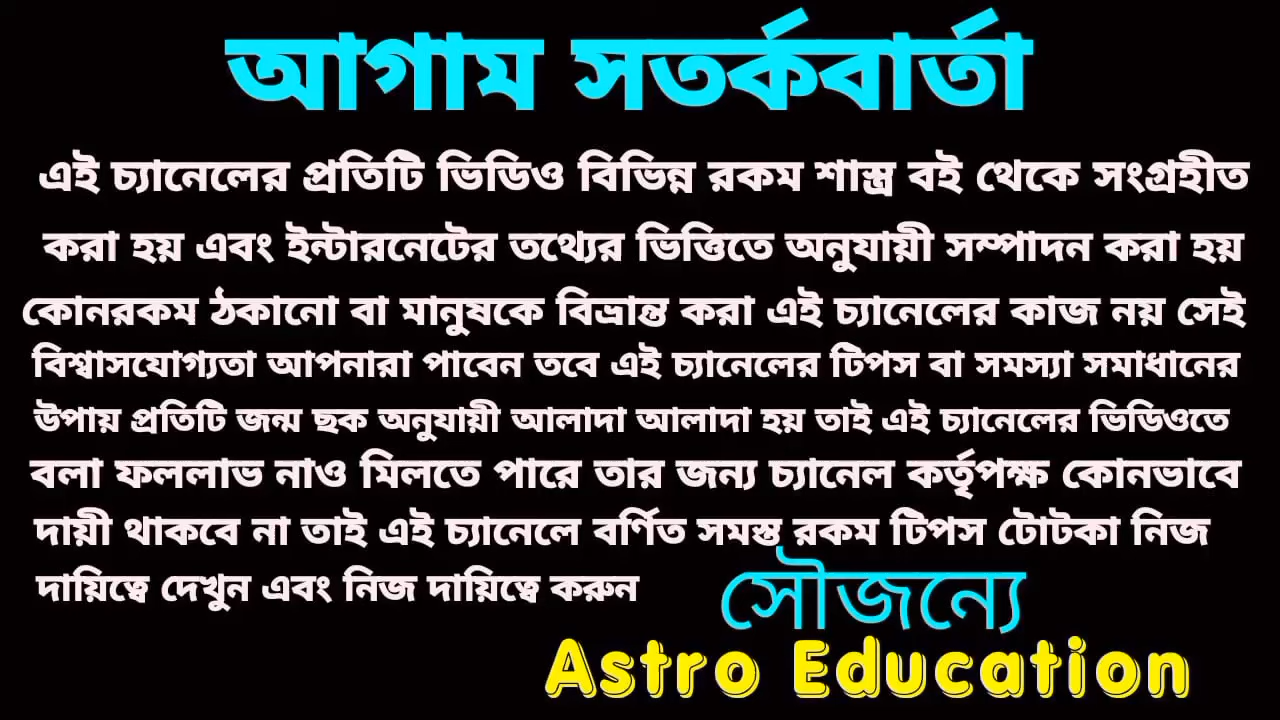 আগাম সতর্কবার্তা
এই চ্যানেলের প্রতিটি ভিডিও বিভিন্ন রকম শাস্ত্র বই থেকে সংগ্রহীত
করা হয় এবং ইন্টারনেটের তথ্যের ভিত্তিতে অনুযায়ী সম্পাদন করা হয়
কোনরকম ঠকানো বা মানুষকে বিভ্রান্ত করা এই চ্যানেলের কাজ নয় সেই
বিশ্বাসযোগ্যতা আপনারা পাবেন তবে এই চ্যানেলের টিপস বা সমস্যা সমাধানের
উপায় প্রতিটি জন্ম ছক অনুযায়ী আলাদা আলাদা হয় তাই এই চ্যানেলের ভিডিওতে
বলা ফললাভ নাও মিলতে পারে তার জন্য চ্যানেল কর্তৃপক্ষ কোনভাবে
দায়ী থাকবে না তাই এই চ্যানেলে বর্ণিত সমস্ত রকম টিপস টোটকা নিজ
দায়িত্বে দেখুন এবং নিজ দায়িত্বে করুন
সৌজন্যে
Astro Education